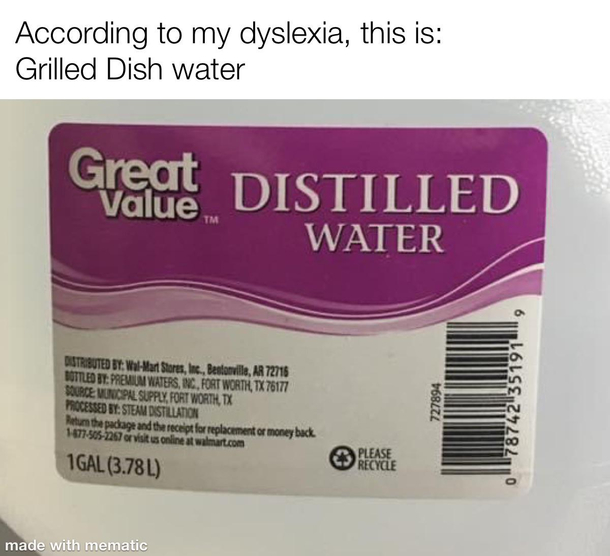 According to my dyslexia, this is:
Grilled Dish water
Great
Value
TM
DISTILLED
WATER
DISTRIBUTED BY: Wal-Mart Stores, Inc., Bentonville, AR 72716
BOTTLED BY: PREMIUM WATERS, INC., FORT WORTH, TX 76177
SOURCE: MUNICIPAL SUPPLY, FORT WORTH, TX
PROCESSED BY: STEAM DISTILLATION
Return the package and the receipt for replacement or money back.
1-877-505-2267 or visit us online at walmart.com
1 GAL (3.78 L)
PLEASE
RECYCLE
727894
0 78742 35191 9
made with mematic